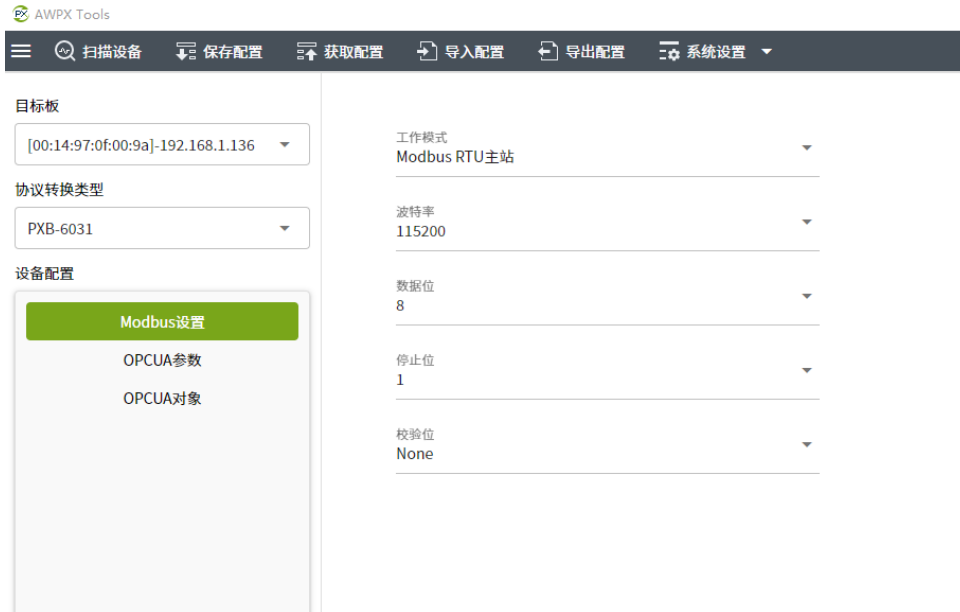 AWPX Tools
扫描设备 保存配置 获取配置 导入配置 导出配置 系统设置
目标板
[00:14:97:0f:00:9a]-192.168.1.136
协议转换类型
PXB-6031
设备配置
Modbus设置
OPCUA参数
OPCUA对象
工作模式
Modbus RTU主站
波特率
115200
数据位
8
停止位
1
校验位
None